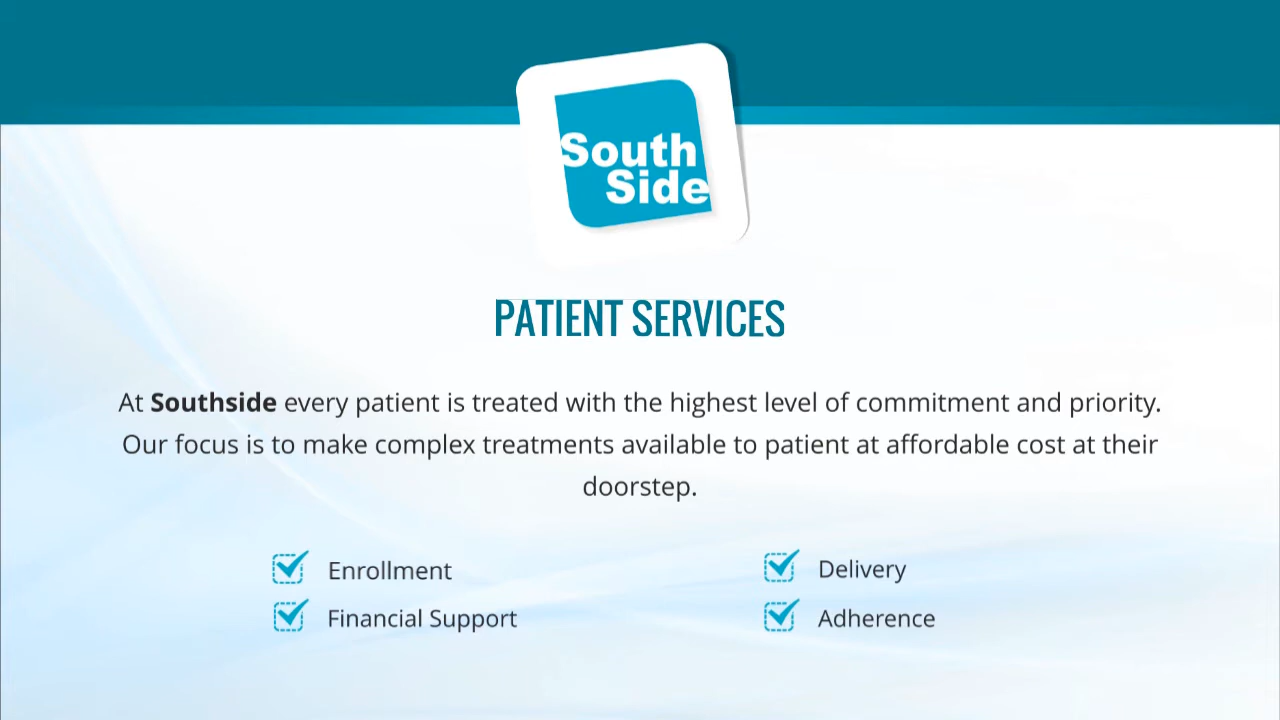 South
Side
PATIENT SERVICES
At Southside every patient is treated with the highest level of commitment and priority.
Our focus is to make complex treatments available to patient at affordable cost at their
doorstep.
Enrollment
Delivery
Financial Support
Adherence